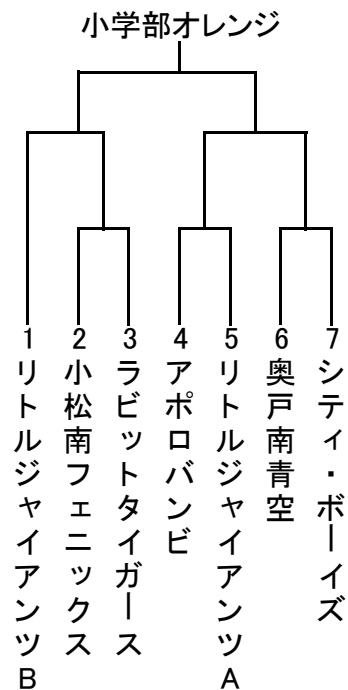 小学部オレンジ
1 リトルジャイアンツB
2 小松南フェニックス
3 ラビットタイガース
4 アポロバンビ
5 リトルジャイアンツA
6 奥戸南青空
7 シティ・ボーイズ